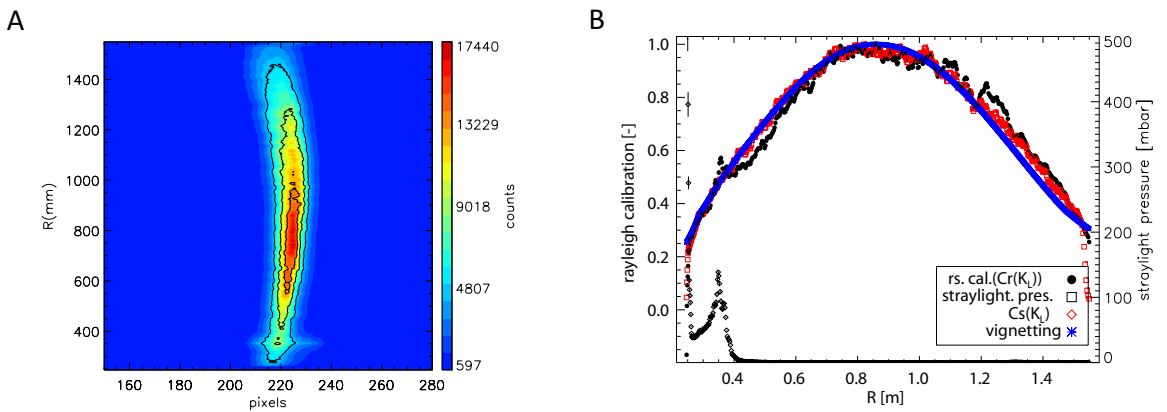 A
B
1400
1200
1000
800
600
400
R(mm)
160 180 200 220 240 260 280
pixels
17440
13229
9018
4807
597
counts
1.0
0.8
0.6
0.4
0.2
0.0
rayleigh calibration [-]
0.4 0.6 0.8 1.0 1.2 1.4
R [m]
500
400
300
200
100
0
straylight pressure [mbar]
rs. cal.(Cr(K_L))
straylight. pres.
Cs(K_L)
vignetting